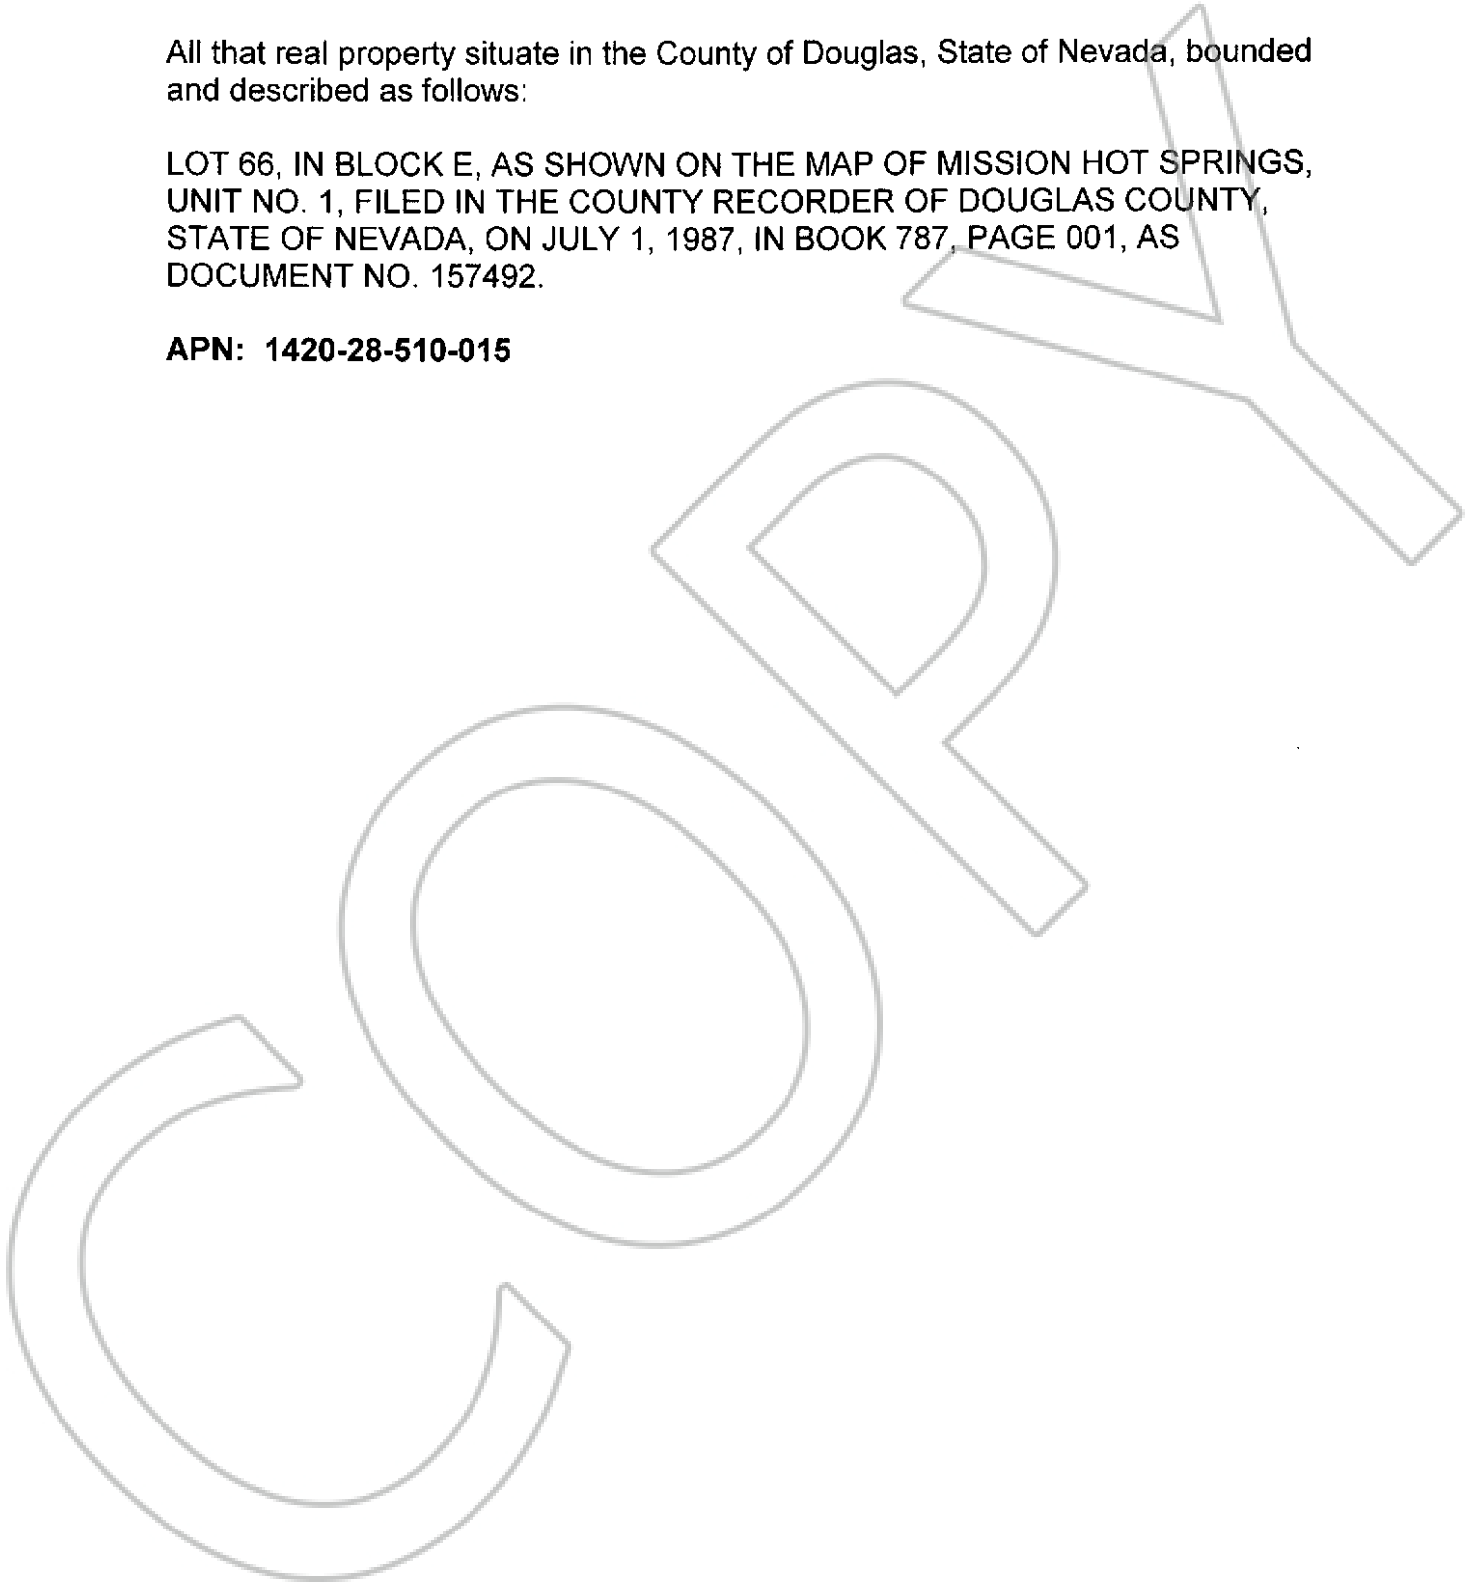 All that real property situate in the County of Douglas, State of Nevada, bounded
and described as follows:
LOT 66, IN BLOCK E, AS SHOWN ON THE MAP OF MISSION HOT SPRINGS,
UNIT NO. 1, FILED IN THE COUNTY RECORDER OF DOUGLAS COUNTY,
STATE OF NEVADA, ON JULY 1, 1987, IN BOOK 787, PAGE 001, AS
DOCUMENT NO. 157492.
APN: 1420-28-510-015
COPY